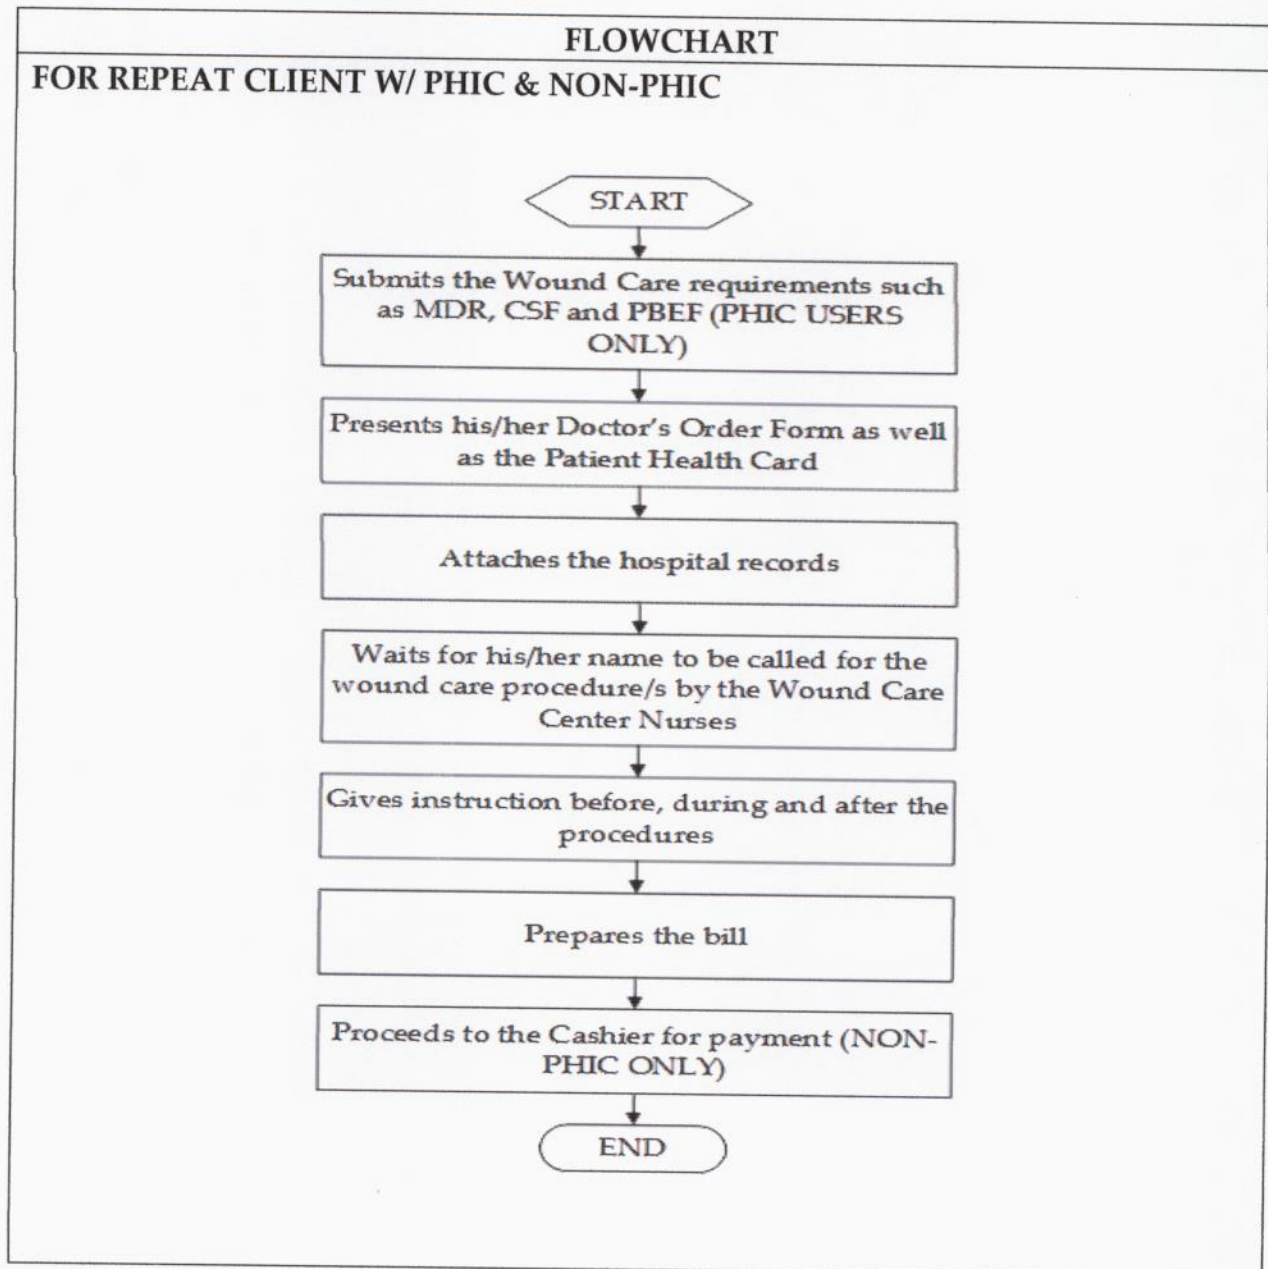 FLOWCHART
FOR REPEAT CLIENT W/ PHIC & NON-PHIC
START
Submits the Wound Care requirements such
as MDR, CSF and PBEF (PHIC USERS
ONLY)
Presents his/her Doctor's Order Form as well
as the Patient Health Card
Attaches the hospital records
Waits for his/her name to be called for the
wound care procedure/s by the Wound Care
Center Nurses
Gives instruction before, during and after the
procedures
Prepares the bill
Proceeds to the Cashier for payment (NON-
PHIC ONLY)
END